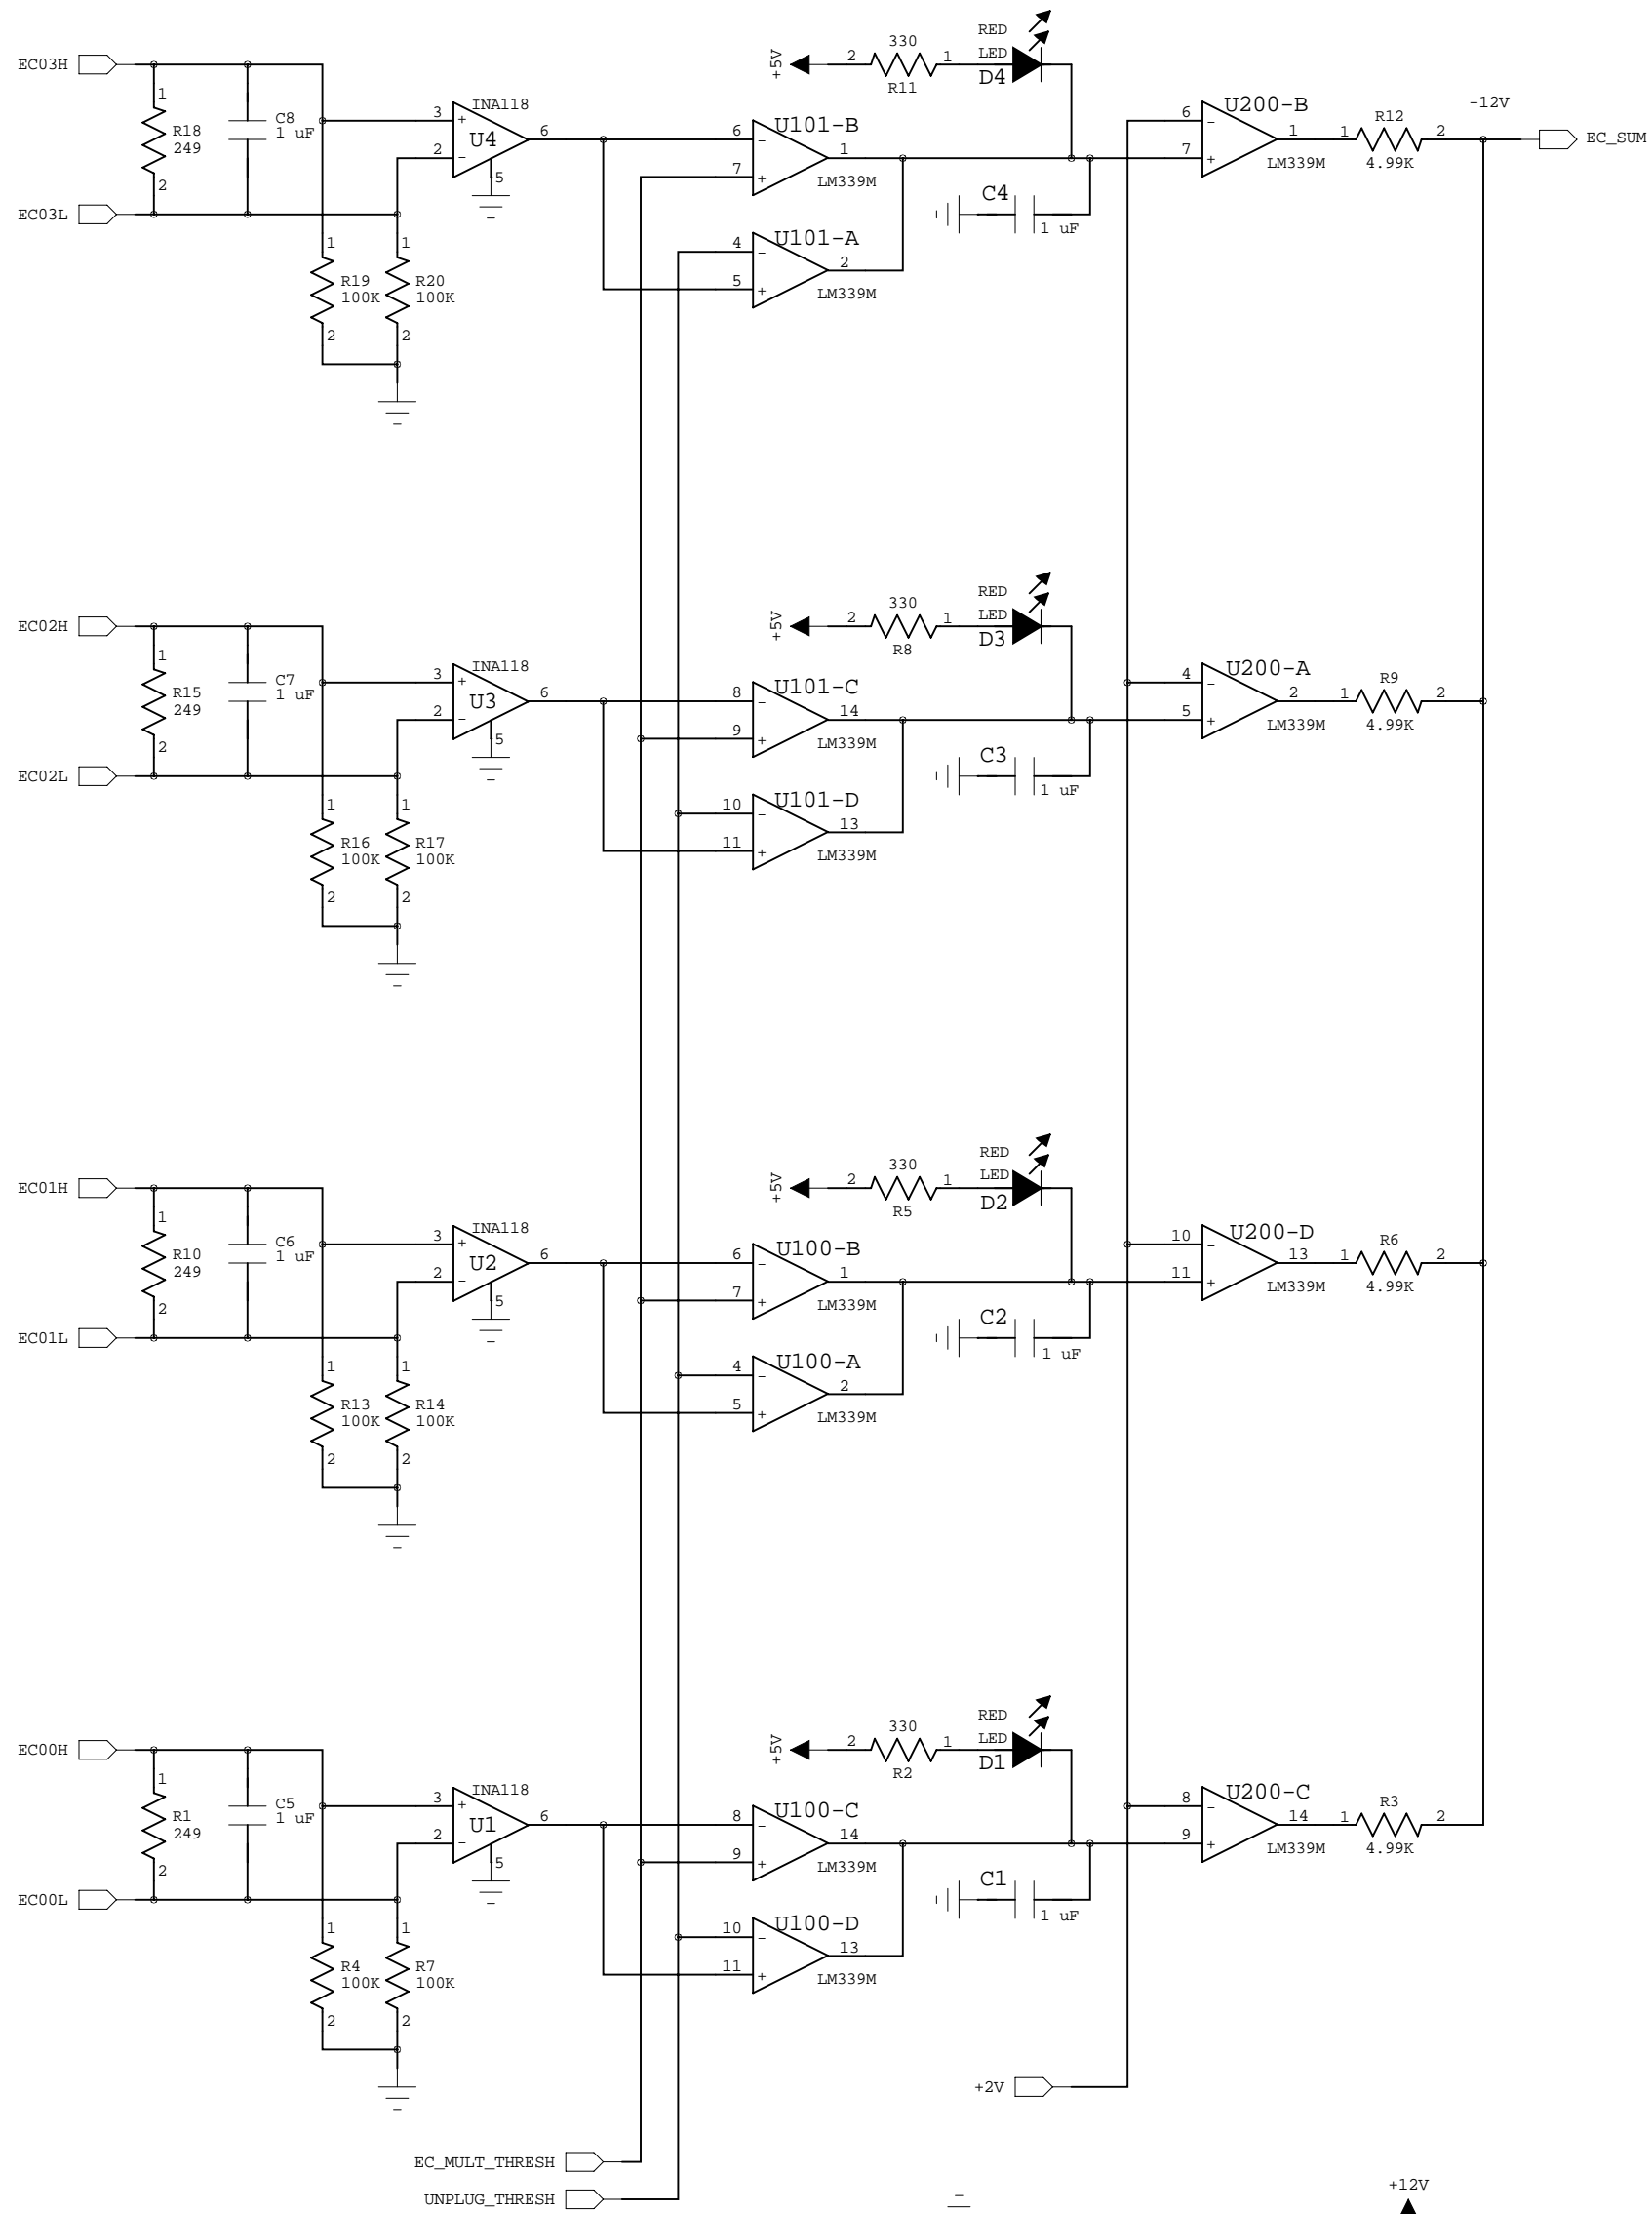 RED
330
LED
+5V
2
1
D4
R11
EC03H
1
R18
249
2
C8
1 uF
INA118
3
+
U4
6
2
−
5
EC03L
1
R19
100K
2
1
R20
100K
2
U101-B
6
−
1
7
+
LM339M
U101-A
4
−
2
5
+
LM339M
C4
1 uF
U200-B
6
−
1
7
+
LM339M
-12V
R12
1
2
4.99K
EC_SUM
RED
330
LED
+5V
2
1
D3
R8
EC02H
1
R15
249
2
C7
1 uF
INA118
3
+
U3
6
2
−
5
EC02L
1
R16
100K
2
1
R17
100K
2
U101-C
8
−
14
9
+
LM339M
U101-D
10
−
13
11
+
LM339M
C3
1 uF
U200-A
4
−
2
5
+
LM339M
R9
1
2
4.99K
RED
330
LED
+5V
2
1
D2
R5
EC01H
1
R10
249
2
C6
1 uF
INA118
3
+
U2
6
2
−
5
EC01L
1
R13
100K
2
1
R14
100K
2
U100-B
6
−
1
7
+
LM339M
U100-A
4
−
2
5
+
LM339M
C2
1 uF
U200-D
10
−
13
11
+
LM339M
R6
1
2
4.99K
RED
330
LED
+5V
2
1
D1
R2
EC00H
1
R1
249
2
C5
1 uF
INA118
3
+
U1
6
2
−
5
EC00L
1
R4
100K
2
1
R7
100K
2
U100-C
8
−
14
9
+
LM339M
U100-D
10
−
13
11
+
LM339M
C1
1 uF
U200-C
8
−
14
9
+
LM339M
R3
1
2
4.99K
+2V
EC_MULT_THRESH
UNPLUG_THRESH
+12V